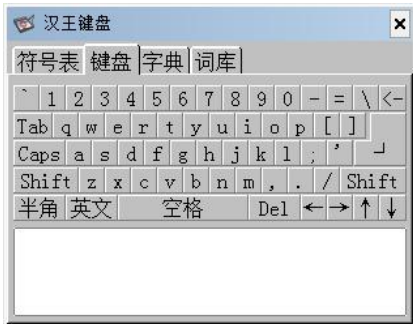 汉王键盘
符号表 键盘 字典 词库
` 1 2 3 4 5 6 7 8 9 0 - = \ <-
Tab q w e r t y u i o p [ ]
Caps a s d f g h j k l ; ' ┘
Shift z x c v b n m , . / Shift
半角 英文 空格 Del ← → ↑ ↓